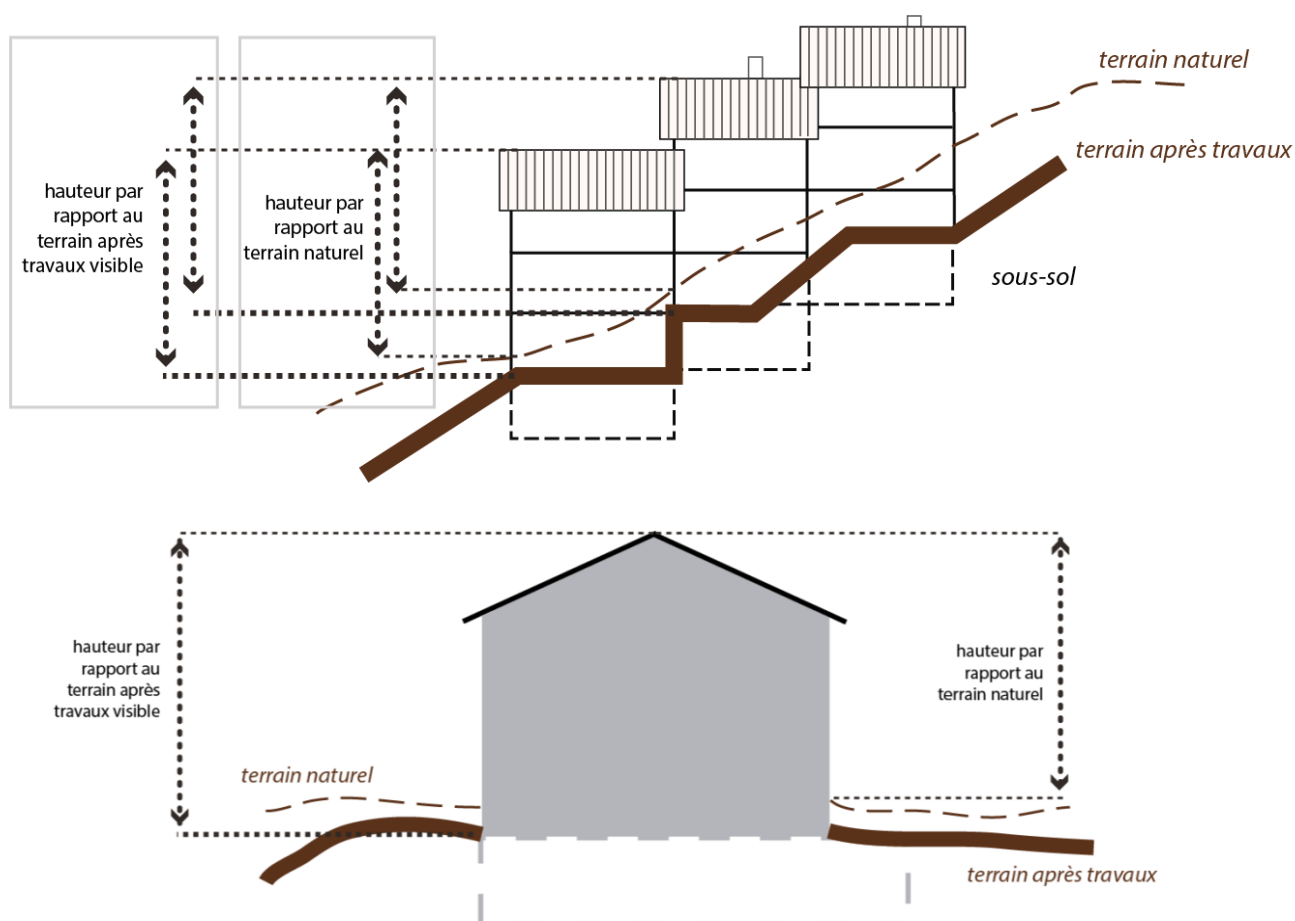 terrain naturel
terrain après travaux
hauteur par
rapport au
terrain après
travaux visible
hauteur par
rapport au
terrain naturel
sous-sol
hauteur par
rapport au
terrain après
travaux visible
hauteur par
rapport au
terrain naturel
terrain naturel
terrain après travaux